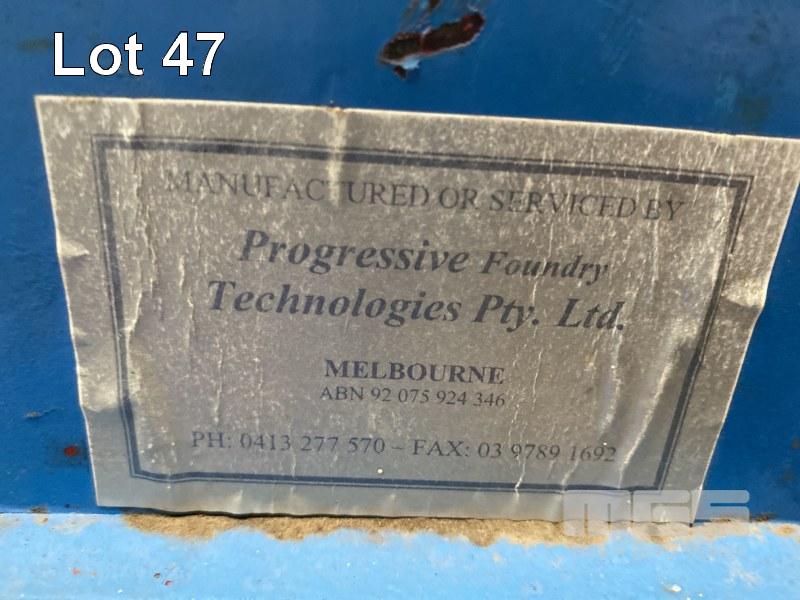 Lot 47
MANUFACTURED OR SERVICED BY
Progressive Foundry
Technologies Pty. Ltd.
MELBOURNE
ABN 92 075 924 346
PH: 0413 277 570 – FAX: 03 9789 1692
MGS